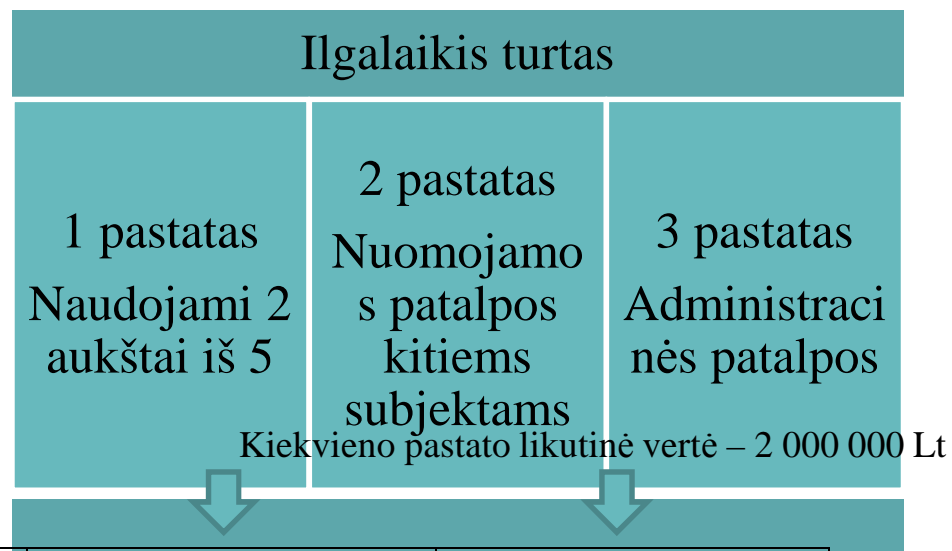 Ilgalaikis turtas
1 pastatas
Naudojami 2
aukštai iš 5
2 pastatas
Nuomojamo
s patalpos
kitiems
subjektams
3 pastatas
Administraci
nės patalpos
Kiekvieno pastato likutinė vertė – 2 000 000 Lt